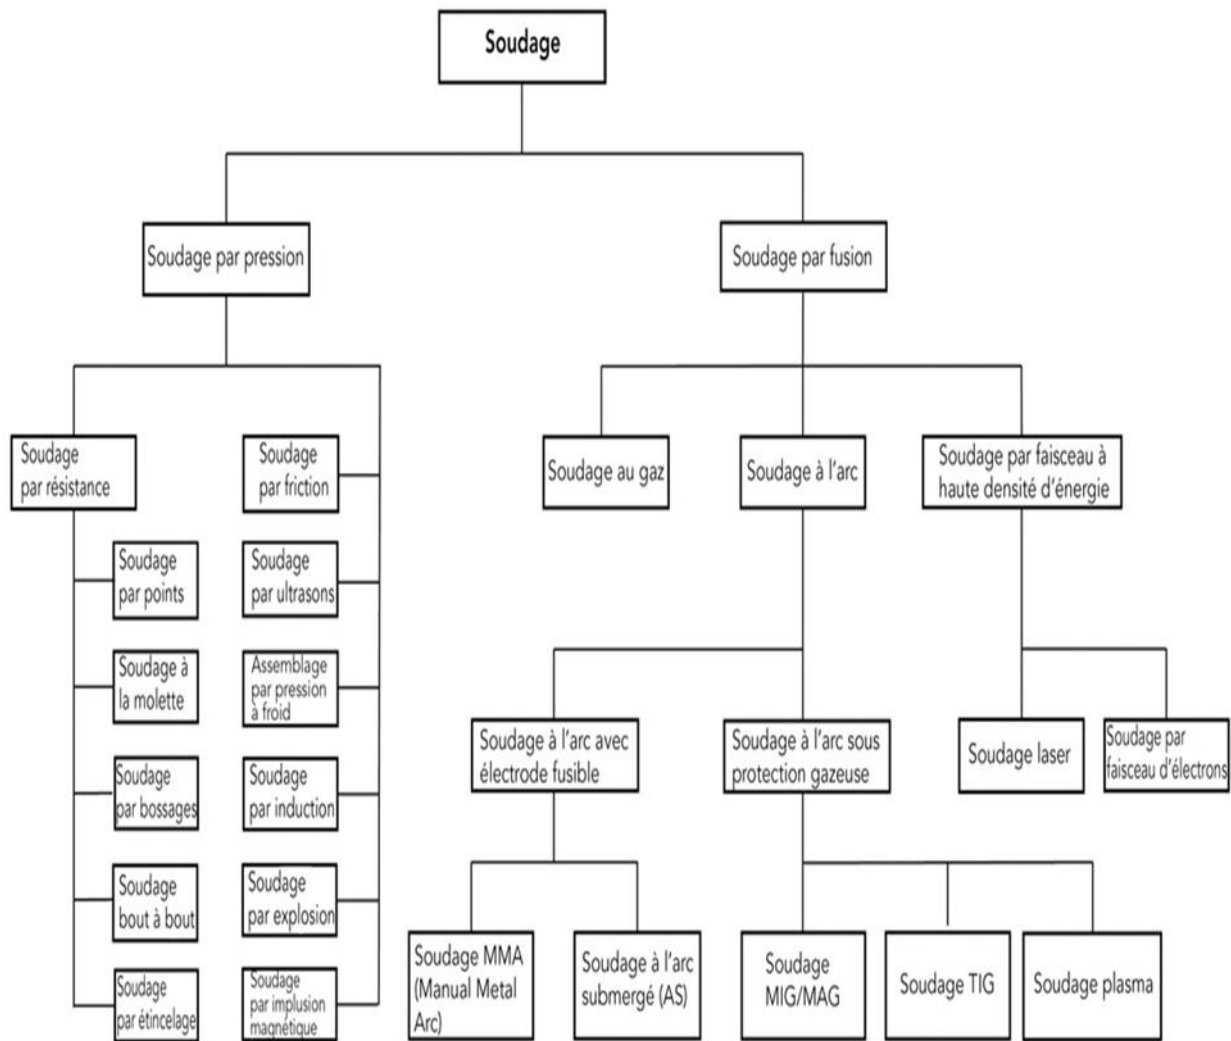 Soudage
Soudage par pression
Soudage par fusion
Soudage
par résistance
Soudage
par friction
Soudage au gaz
Soudage à l'arc
Soudage par faisceau à
haute densité d'énergie
Soudage
par points
Soudage
par ultrasons
Soudage à
la molette
Assemblage
par pression
à froid
Soudage à l'arc avec
électrode fusible
Soudage à l'arc sous
protection gazeuse
Soudage laser
Soudage par
faisceau d'électrons
Soudage
par bossages
Soudage
par induction
Soudage
bout à bout
Soudage
par explosion
Soudage
par étincelage
Soudage
par implusion
magnétique
Soudage MMA
(Manual Metal
Arc)
Soudage à l'arc
submergé (AS)
Soudage
MIG/MAG
Soudage TIG
Soudage plasma